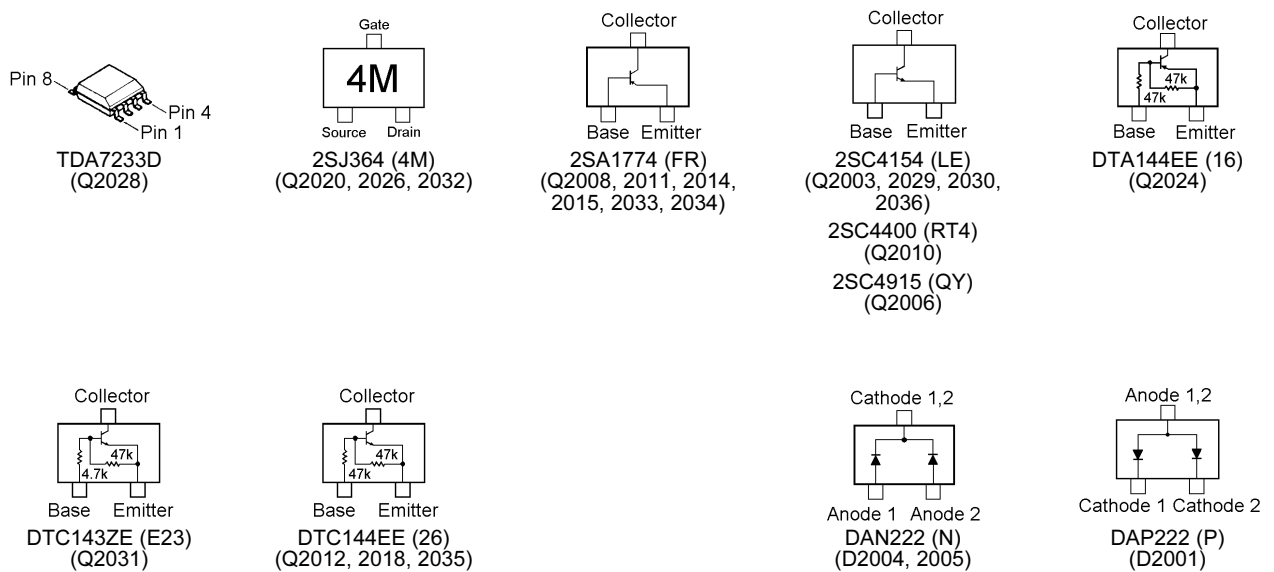 Pin 8
Pin 4
Pin 1
TDA7233D
(Q2028)
Gate
4M
Source Drain
2SJ364 (4M)
(Q2020, 2026, 2032)
Collector
Base Emitter
2SA1774 (FR)
(Q2008, 2011, 2014,
2015, 2033, 2034)
Collector
Base Emitter
2SC4154 (LE)
(Q2003, 2029, 2030,
2036)
2SC4400 (RT4)
(Q2010)
2SC4915 (QY)
(Q2006)
Collector
47k
47k
Base Emitter
DTA144EE (16)
(Q2024)
Collector
47k
4.7k
Base Emitter
DTC143ZE (E23)
(Q2031)
Collector
47k
47k
Base Emitter
DTC144EE (26)
(Q2012, 2018, 2035)
Cathode 1,2
Anode 1 Anode 2
DAN222 (N)
(D2004, 2005)
Anode 1,2
Cathode 1 Cathode 2
DAP222 (P)
(D2001)